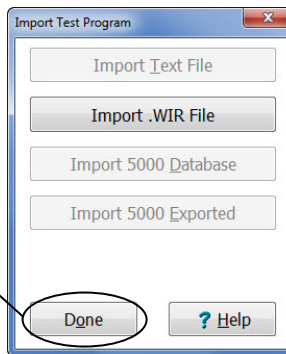 Import Test Program
Import Text File
Import .WIR File
Import 5000 Database
Import 5000 Exported
Done
? Help